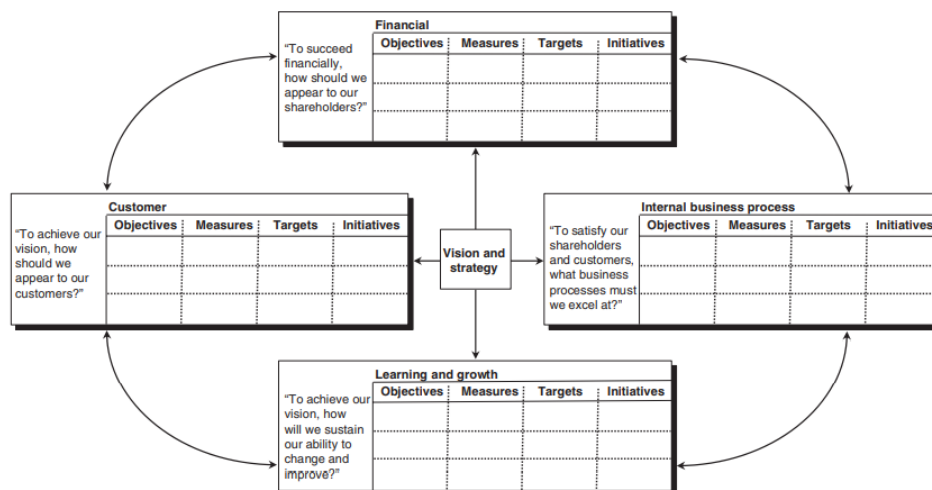 Financial
"To succeed
financially,
how should we
appear to our
shareholders?"
Objectives Measures Targets Initiatives
Customer
"To achieve our
vision, how
should we
appear to our
customers?"
Objectives Measures Targets Initiatives
Vision and
strategy
Internal business process
"To satisfy our
shareholders
and customers,
what business
processes must
we excel at?"
Objectives Measures Targets Initiatives
Learning and growth
"To achieve our
vision, how
will we sustain
our ability to
change and
improve?"
Objectives Measures Targets Initiatives